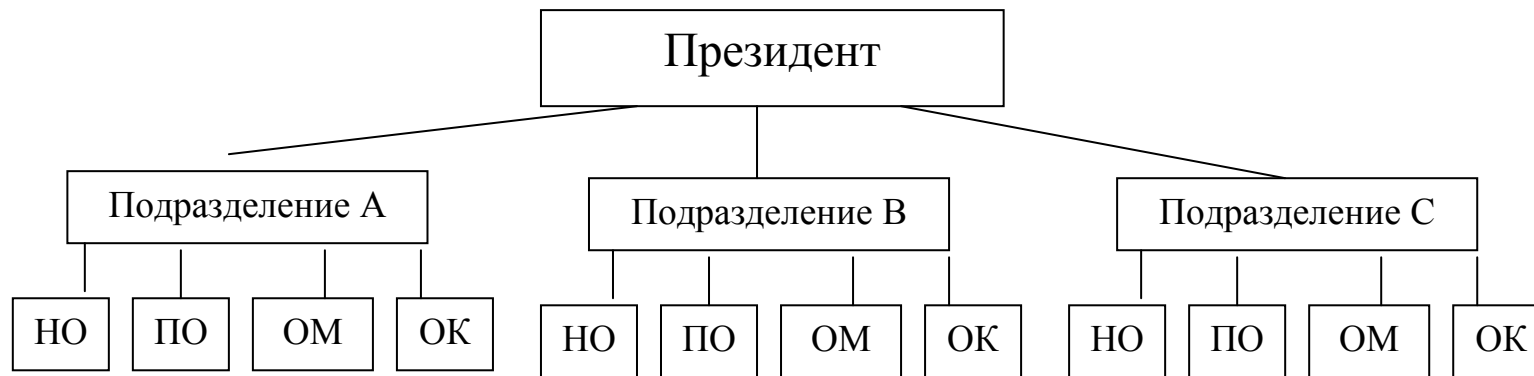 Президент
Подразделение А
Подразделение В
Подразделение С
НО ПО ОМ ОК
НО ПО ОМ ОК
НО ПО ОМ ОК